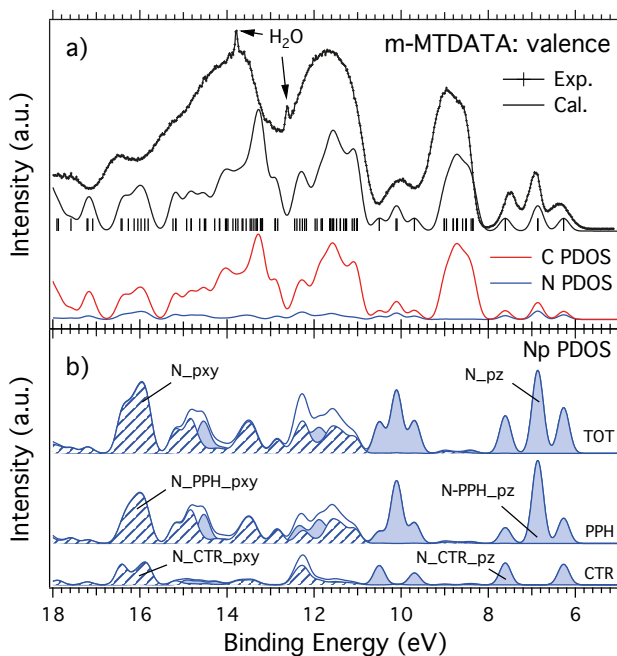 a)
H₂O
m-MTDATA: valence
Exp.
Cal.
Intensity (a.u.)
C PDOS
N PDOS
b)
Np PDOS
N_pxy
N_pz
TOT
Intensity (a.u.)
N_PPH_pxy
N-PPH_pz
PPH
N_CTR_pxy
N_CTR_pz
CTR
18 16 14 12 10 8 6
Binding Energy (eV)